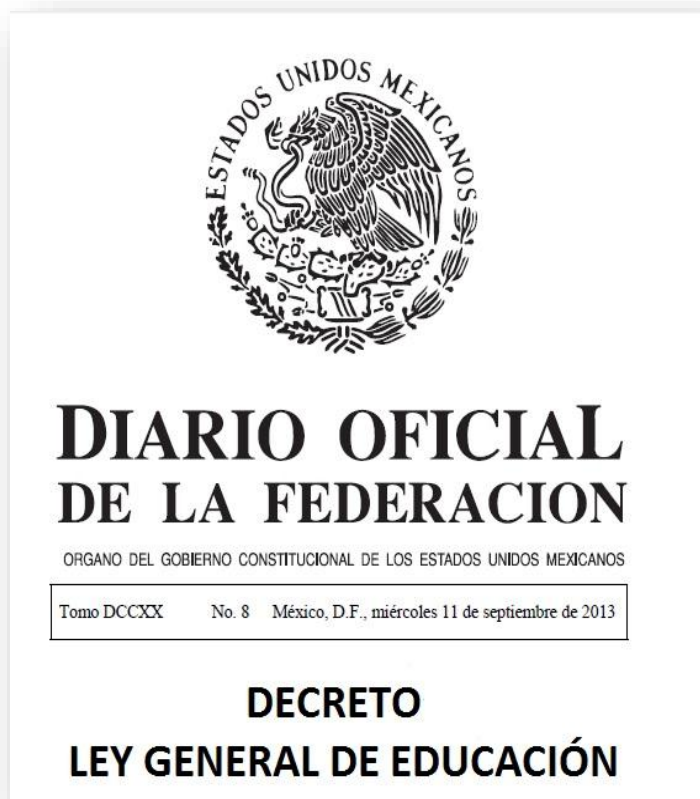 ESTADOS UNIDOS MEXICANOS
DIARIO OFICIAL
DE LA FEDERACION
ORGANO DEL GOBIERNO CONSTITUCIONAL DE LOS ESTADOS UNIDOS MEXICANOS
Tomo DCCXX No. 8 México, D.F., miércoles 11 de septiembre de 2013
DECRETO
LEY GENERAL DE EDUCACIÓN